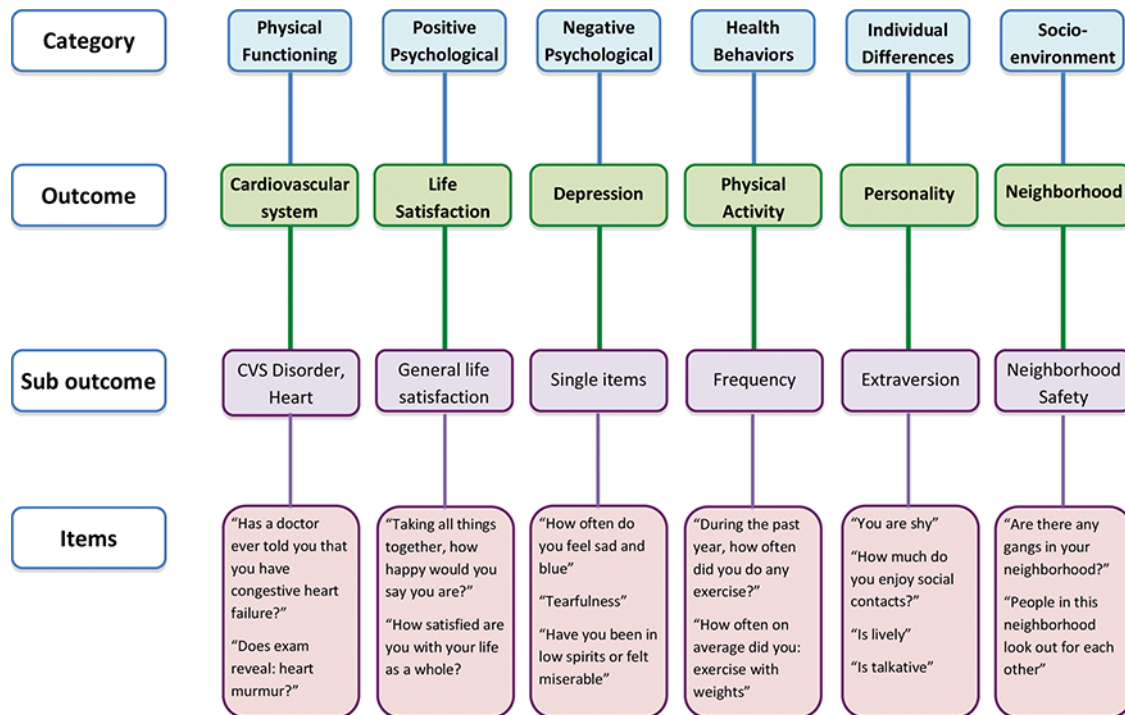 Category
Physical
Functioning
Positive
Psychological
Negative
Psychological
Health
Behaviors
Individual
Differences
Socio-
environment
Outcome
Cardiovascular
system
Life
Satisfaction
Depression
Physical
Activity
Personality
Neighborhood
Sub outcome
CVS Disorder,
Heart
General life
satisfaction
Single items
Frequency
Extraversion
Neighborhood
Safety
Items
“Has a doctor
ever told you that
you have
congestive heart
failure?”
“Does exam
reveal: heart
murmur?”
“Taking all things
together, how
happy would you
say you are?”
“How satisfied are
you with your life
as a whole?
“How often do
you feel sad and
blue”
“Tearfulness”
“Have you been in
low spirits or felt
miserable”
“During the past
year, how often
did you do any
exercise?”
“How often on
average did you:
exercise with
weights”
“You are shy”
“How much do
you enjoy social
contacts?”
“Is lively”
“Is talkative”
“Are there any
gangs in your
neighborhood?”
“People in this
neighborhood
look out for each
other”